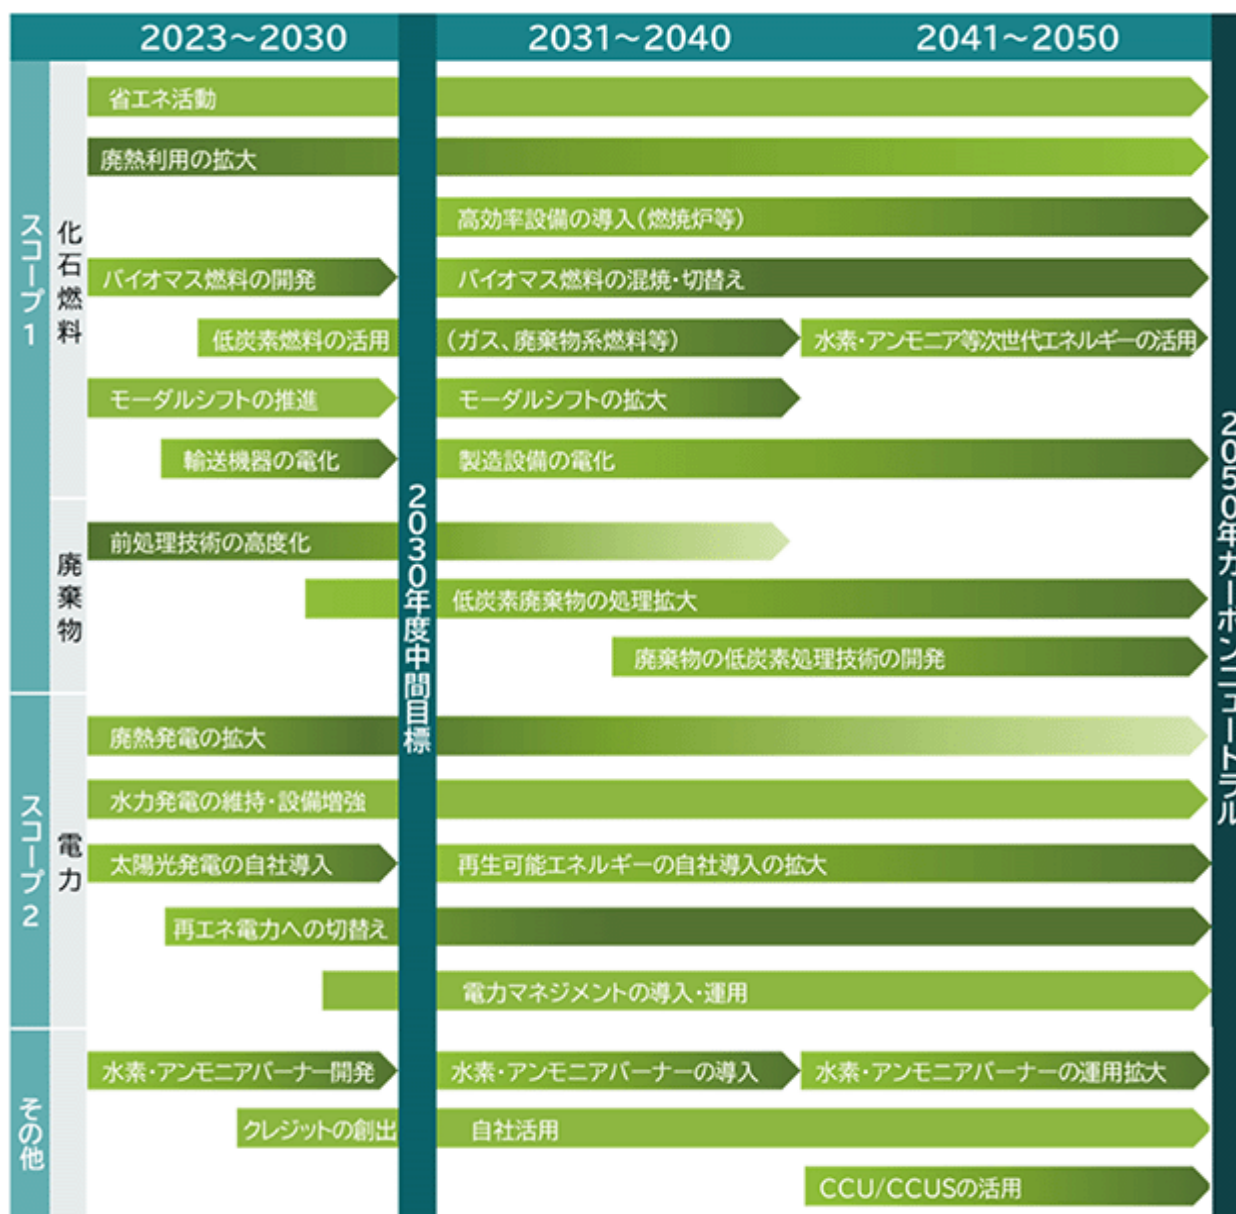 2023～2030
2031～2040
2041～2050
スコープ1
化石燃料
省エネ活動
廃熱利用の拡大
高効率設備の導入（燃焼炉等）
バイオマス燃料の開発
バイオマス燃料の混焼・切替え
低炭素燃料の活用
（ガス、廃棄物系燃料等）
水素・アンモニア等次世代エネルギーの活用
モーダルシフトの推進
モーダルシフトの拡大
輸送機器の電化
製造設備の電化
廃棄物
前処理技術の高度化
低炭素廃棄物の処理拡大
廃棄物の低炭素処理技術の開発
スコープ2
電力
廃熱発電の拡大
水力発電の維持・設備増強
太陽光発電の自社導入
再生可能エネルギーの自社導入の拡大
再エネ電力への切替え
電力マネジメントの導入・運用
その他
水素・アンモニアバーナー開発
水素・アンモニアバーナーの導入
水素・アンモニアバーナーの運用拡大
クレジットの創出
自社活用
CCU/CCUSの活用
2030年度中間目標
2050年カーボンニュートラル